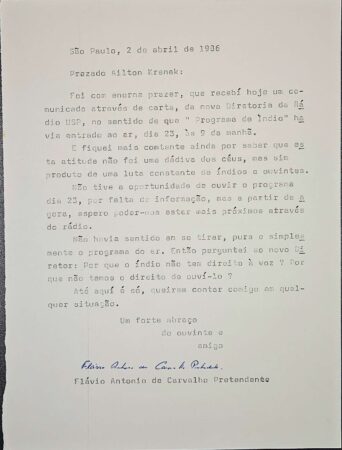 São Paulo, 2 de abril de 1986
Prezado Ailton Krenak:
Foi com enorme prazer, que recebí hoje um co-
municado através de carta, da nova Diretoria da Rá
dio USP, no sentido de que " Programa de Índio" ha
via entrado ao ar, dia 23, às 9 da manhã.
E fiquei mais contente ainda por saber que es
ta atitude não foi uma dádiva dos céus, mas sim
produto de uma luta constante de índios e ouvintes.
Não tive a oportunidade de ouvir o programa
dia 23, por falta de informação, mas a partir de a
gora, espero poder-mos estar mais próximos através
do rádio.
Não havia sentido em se tirar, pura e simples
mente o programa do ar. Então perguntei ao novo Di
retor: Por que o índio não tem direito à voz ? Por
que não temos o direito de ouví-lo ?
Até aquí é só, queiram contar comigo em qual-
quer situação.
Um forte abraço
do ouvinte e
amigo
Flávio Antonio de Carvalho Pretendente